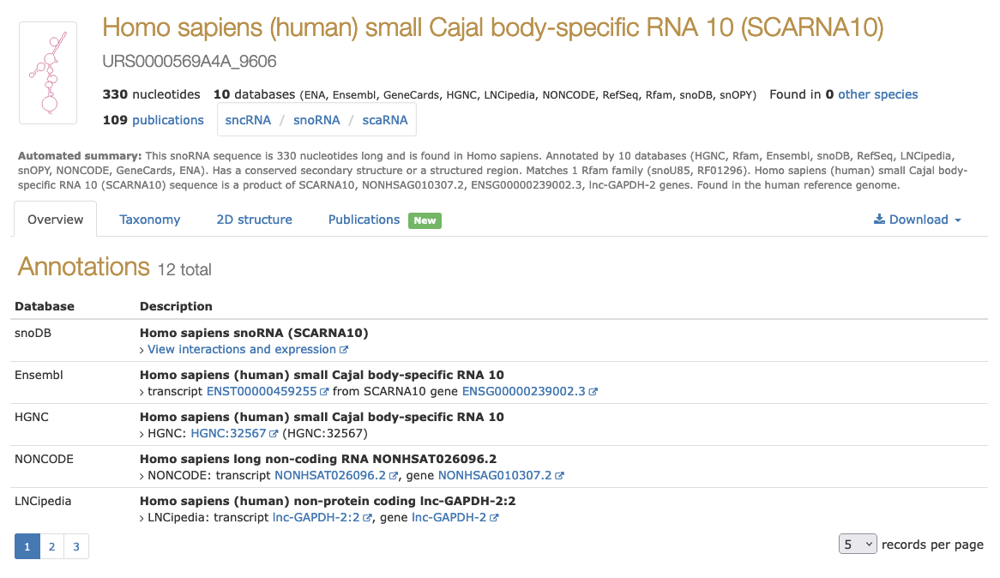 Homo sapiens (human) small Cajal body-specific RNA 10 (SCARNA10)
URS0000569A4A_9606
330 nucleotides 10 databases (ENA, Ensembl, GeneCards, HGNC, LNCipedia, NONCODE, RefSeq, Rfam, snoDB, snOPY) Found in 0 other species
109 publications sncRNA / snoRNA / scaRNA
Automated summary: This snoRNA sequence is 330 nucleotides long and is found in Homo sapiens. Annotated by 10 databases (HGNC, Rfam, Ensembl, snoDB, RefSeq, LNCipedia,
snOPY, NONCODE, GeneCards, ENA). Has a conserved secondary structure or a structured region. Matches 1 Rfam family (snoU85, RF01296). Homo sapiens (human) small Cajal body-
specific RNA 10 (SCARNA10) sequence is a product of SCARNA10, NONHSAG010307.2, ENSG00000239002.3, lnc-GAPDH-2 genes. Found in the human reference genome.
Overview Taxonomy 2D structure Publications New Download
Annotations 12 total
Database Description
snoDB Homo sapiens snoRNA (SCARNA10)
› View interactions and expression
Ensembl Homo sapiens (human) small Cajal body-specific RNA 10
› transcript ENST00000459255 from SCARNA10 gene ENSG00000239002.3
HGNC Homo sapiens (human) small Cajal body-specific RNA 10
› HGNC: HGNC:32567 (HGNC:32567)
NONCODE Homo sapiens long non-coding RNA NONHSAT026096.2
› NONCODE: transcript NONHSAT026096.2, gene NONHSAG010307.2
LNCipedia Homo sapiens (human) non-protein coding lnc-GAPDH-2:2
› LNCipedia: transcript lnc-GAPDH-2:2, gene lnc-GAPDH-2
1 2 3 5 records per page